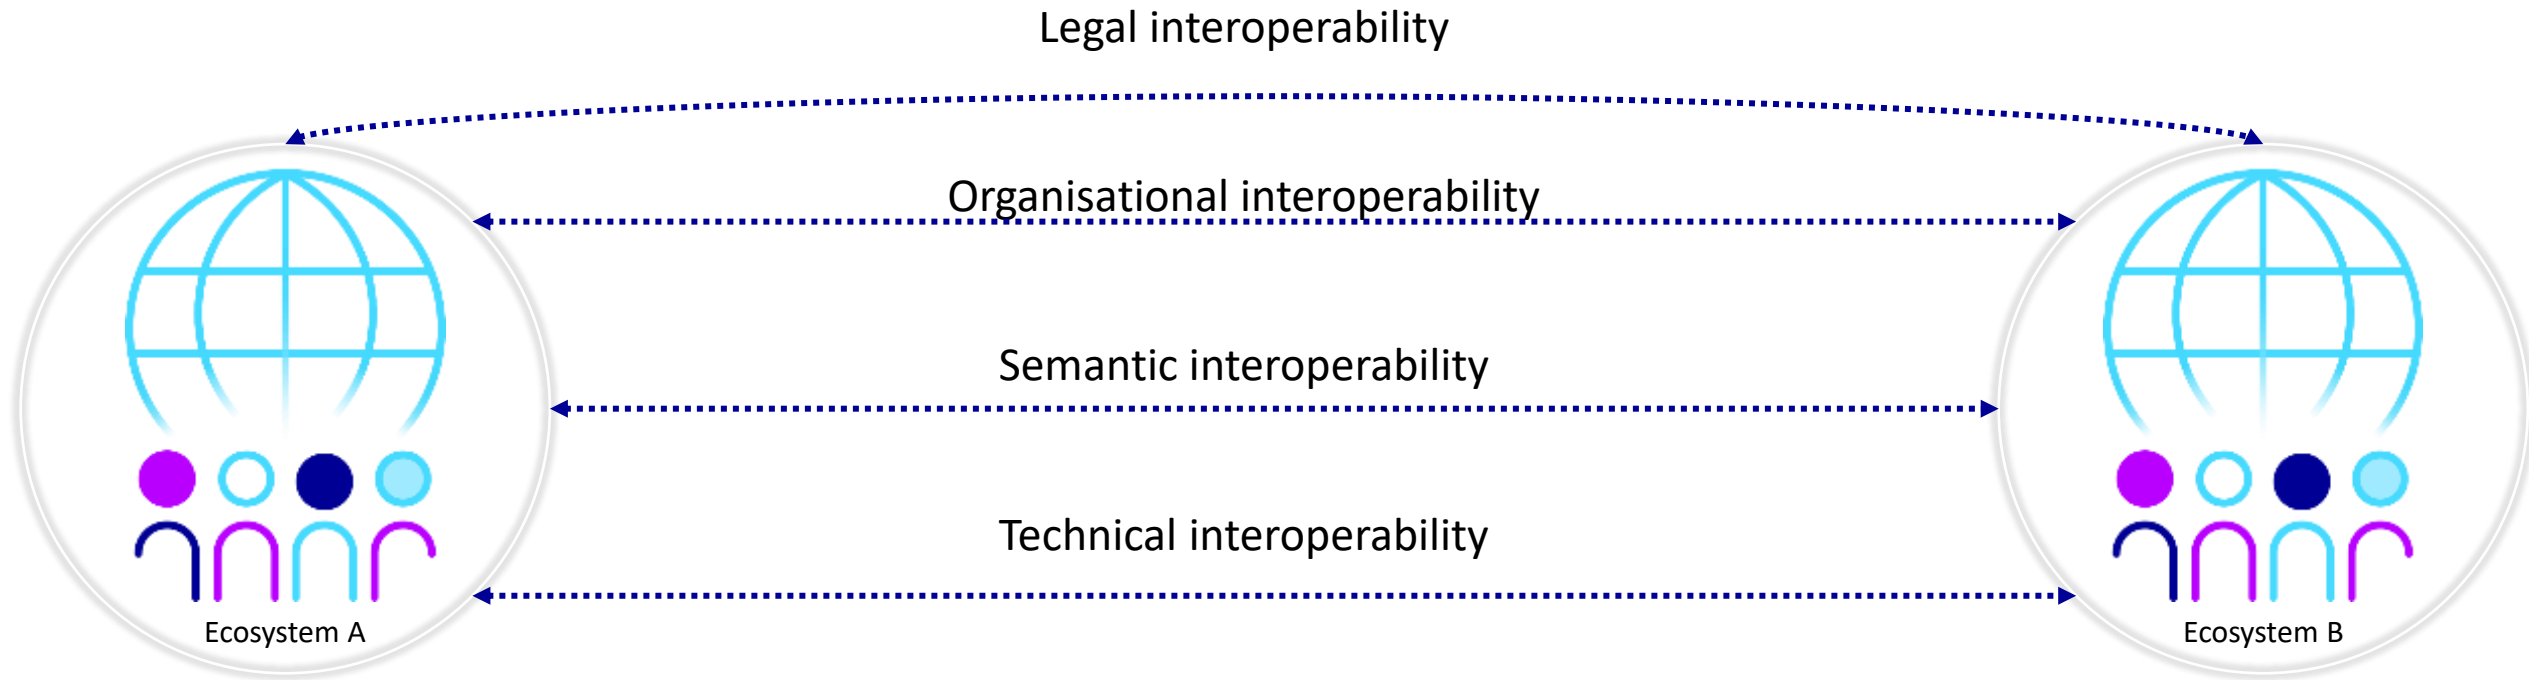 Legal interoperability
Organisational interoperability
Semantic interoperability
Technical interoperability
Ecosystem A
Ecosystem B